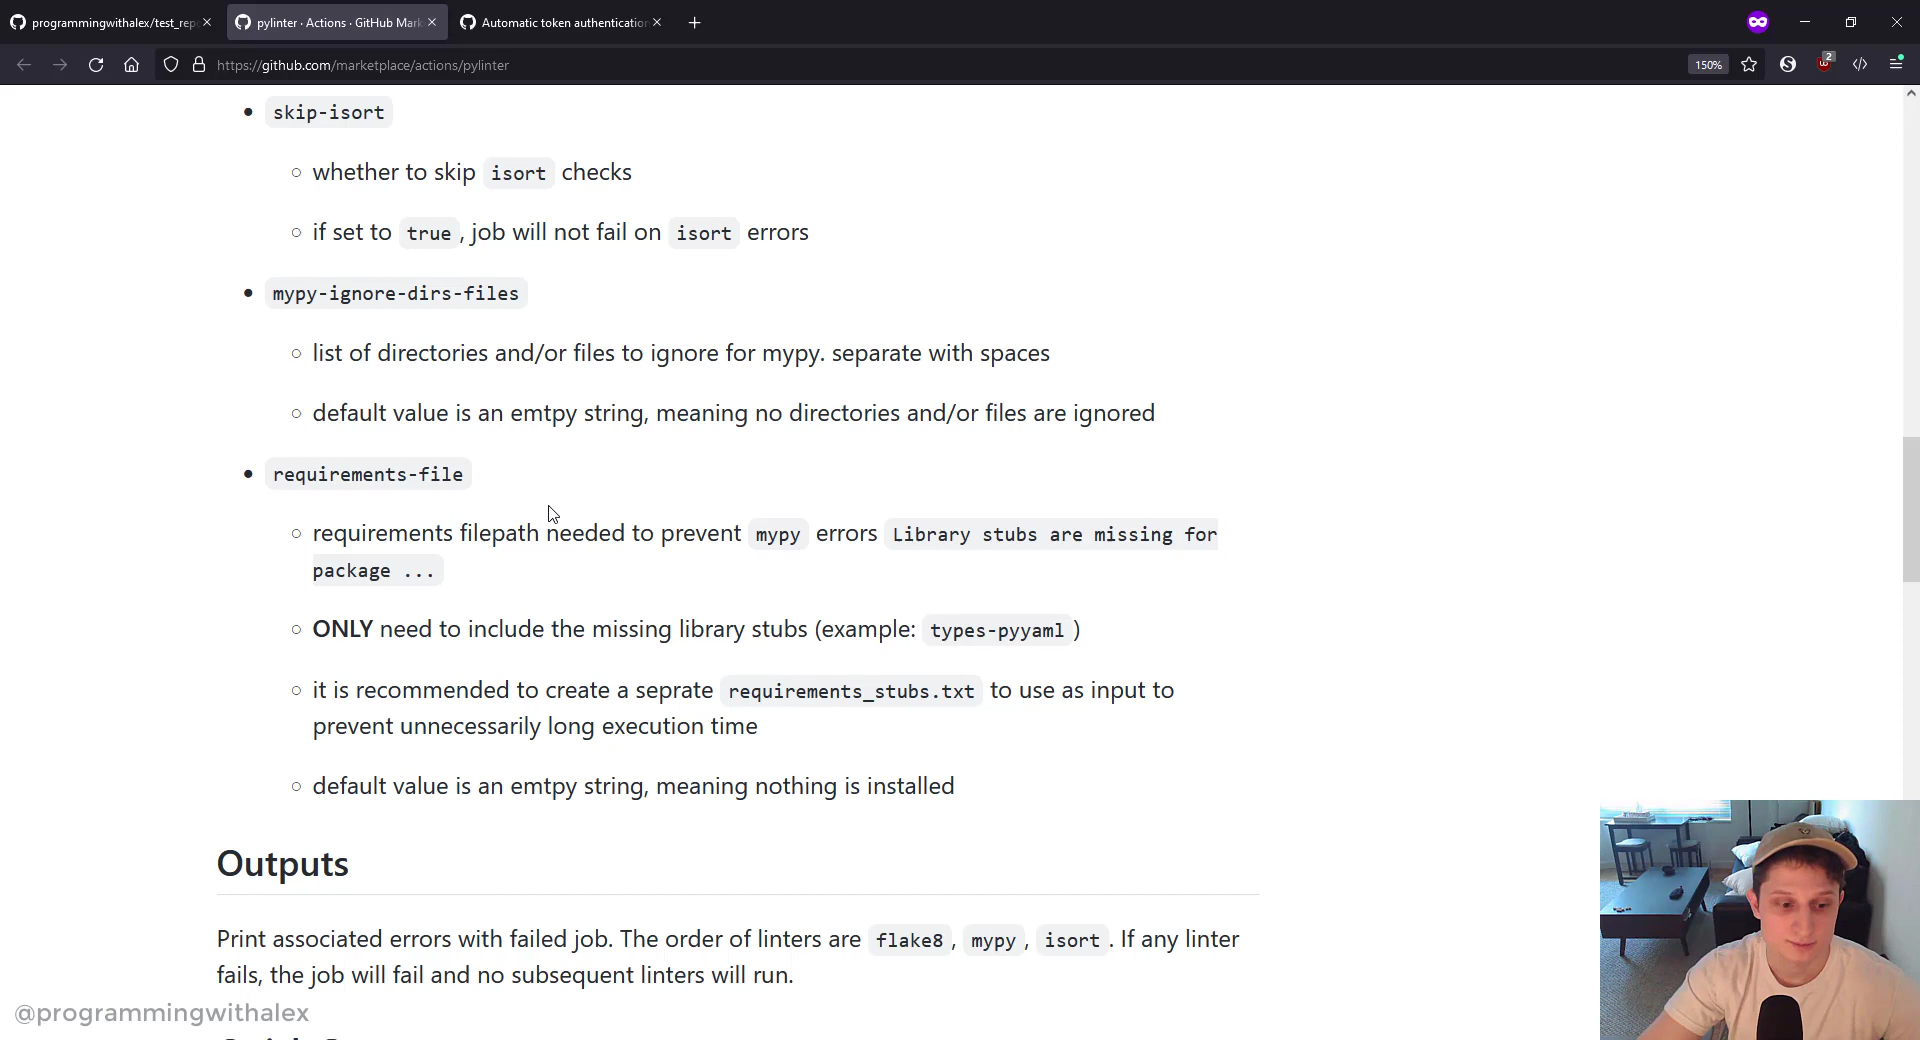 programmingwithalex/test_rep
pylinter · Actions · GitHub Mark
Automatic token authentication
https://github.com/marketplace/actions/pylinter
150%
2
skip-isort
whether to skip isort checks
if set to true, job will not fail on isort errors
mypy-ignore-dirs-files
list of directories and/or files to ignore for mypy. separate with spaces
default value is an emtpy string, meaning no directories and/or files are ignored
requirements-file
requirements filepath needed to prevent mypy errors Library stubs are missing for
package ...
ONLY need to include the missing library stubs (example: types-pyyaml)
it is recommended to create a seprate requirements_stubs.txt to use as input to
prevent unnecessarily long execution time
default value is an emtpy string, meaning nothing is installed
Outputs
Print associated errors with failed job. The order of linters are flake8, mypy, isort. If any linter
fails, the job will fail and no subsequent linters will run.
@programmingwithalex